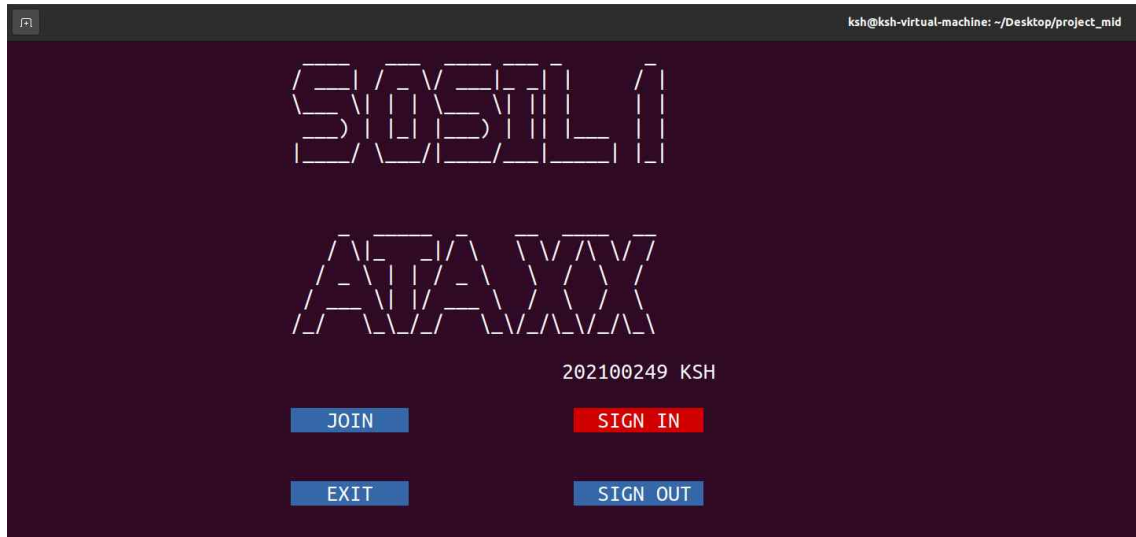 ksh@ksh-virtual-machine: ~/Desktop/project_mid
SOSIL 1
ATAXX
202100249 KSH
JOIN SIGN IN
EXIT SIGN OUT